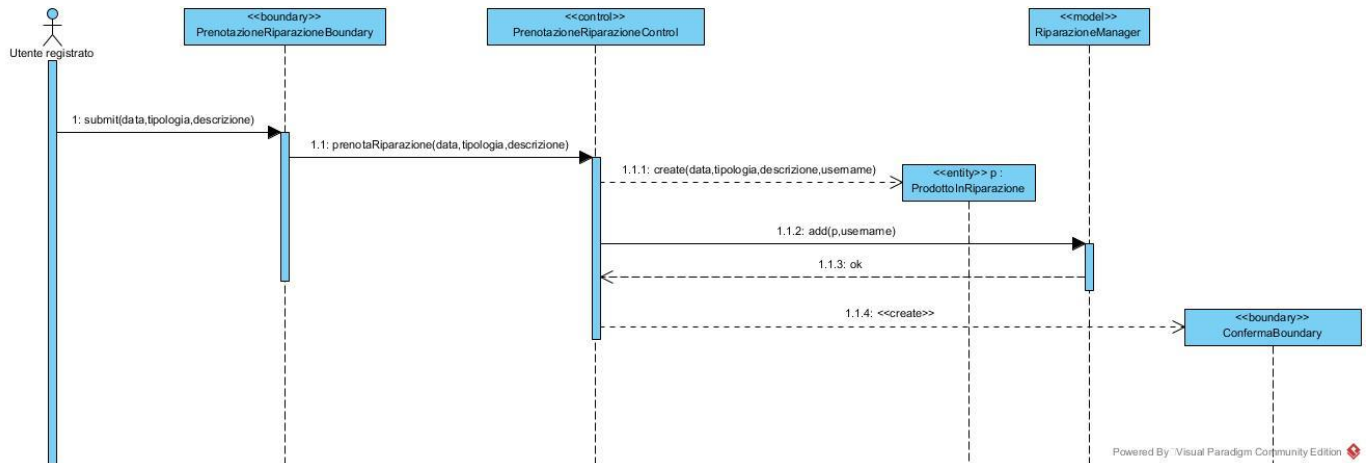 Utente registrato
<<boundary>>
PrenotazioneRiparazioneBoundary
<<control>>
PrenotazioneRiparazioneControl
<<model>>
RiparazioneManager
1: submit(data,tipologia,descrizione)
1.1: prenotaRiparazione(data,tipologia,descrizione)
1.1.1: create(data,tipologia,descrizione,username)
<<entity>> p :
ProdottoInRiparazione
1.1.2: add(p,username)
1.1.3: ok
1.1.4: <<create>>
<<boundary>>
ConfermaBoundary
Powered By Visual Paradigm Community Edition